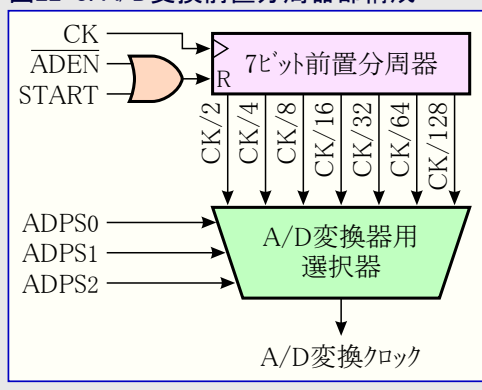 CK
ADEN
START
7ビット前置分周器
R
CK/2
CK/4
CK/8
CK/16
CK/32
CK/64
CK/128
ADPS0
ADPS1
ADPS2
A/D変換器用
選択器
A/D変換クロック